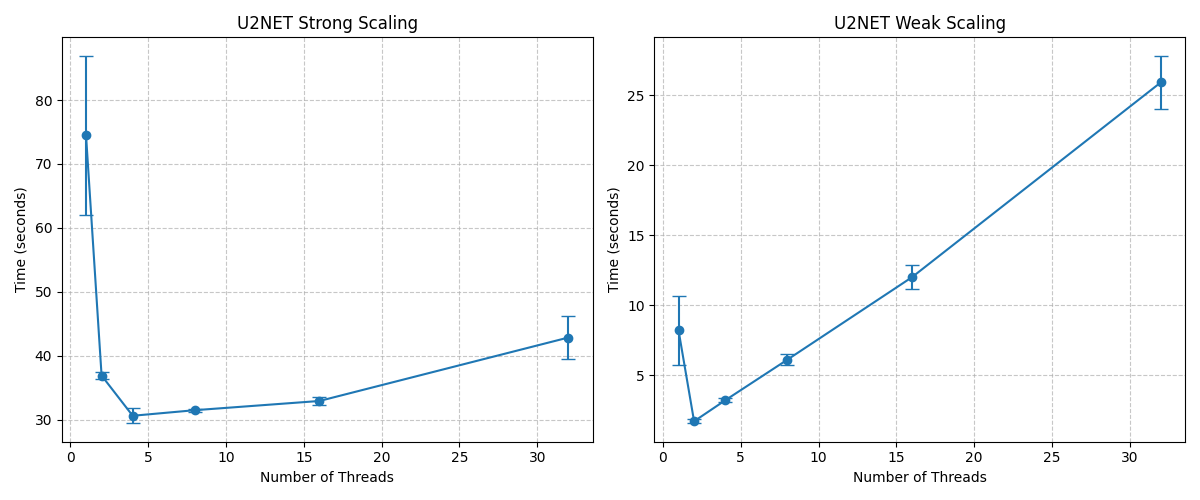 U2NET Strong Scaling
Time (seconds)
80
70
60
50
40
30
0 5 10 15 20 25 30
Number of Threads
U2NET Weak Scaling
Time (seconds)
25
20
15
10
5
0 5 10 15 20 25 30
Number of Threads